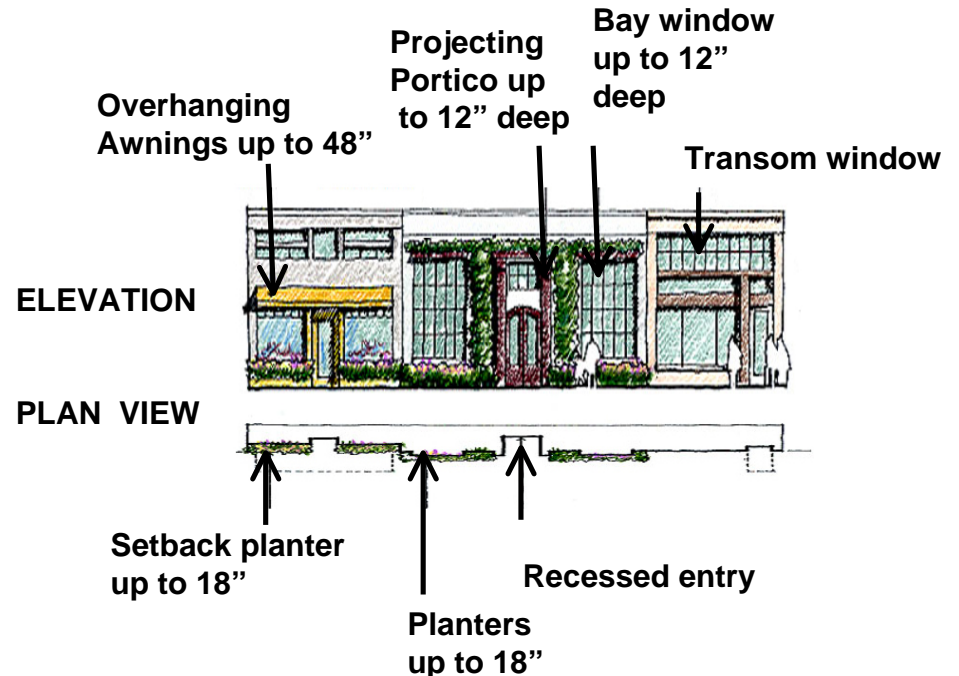 Bay window
up to 12”
deep
Projecting
Portico up
to 12” deep
Overhanging
Awnings up to 48”
Transom window
ELEVATION
PLAN VIEW
Setback planter
up to 18”
Recessed entry
Planters
up to 18”